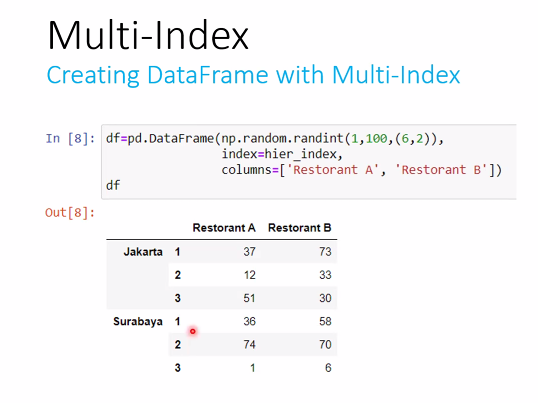 Multi-Index
Creating DataFrame with Multi-Index
In [8]: df=pd.DataFrame(np.random.randint(1,100,(6,2)),
index=hier_index,
columns=['Restorant A', 'Restorant B'])
df
Out[8]:
Restorant A Restorant B
Jakarta 1 37 73
2 12 33
3 51 30
Surabaya 1 36 58
2 74 70
3 1 6